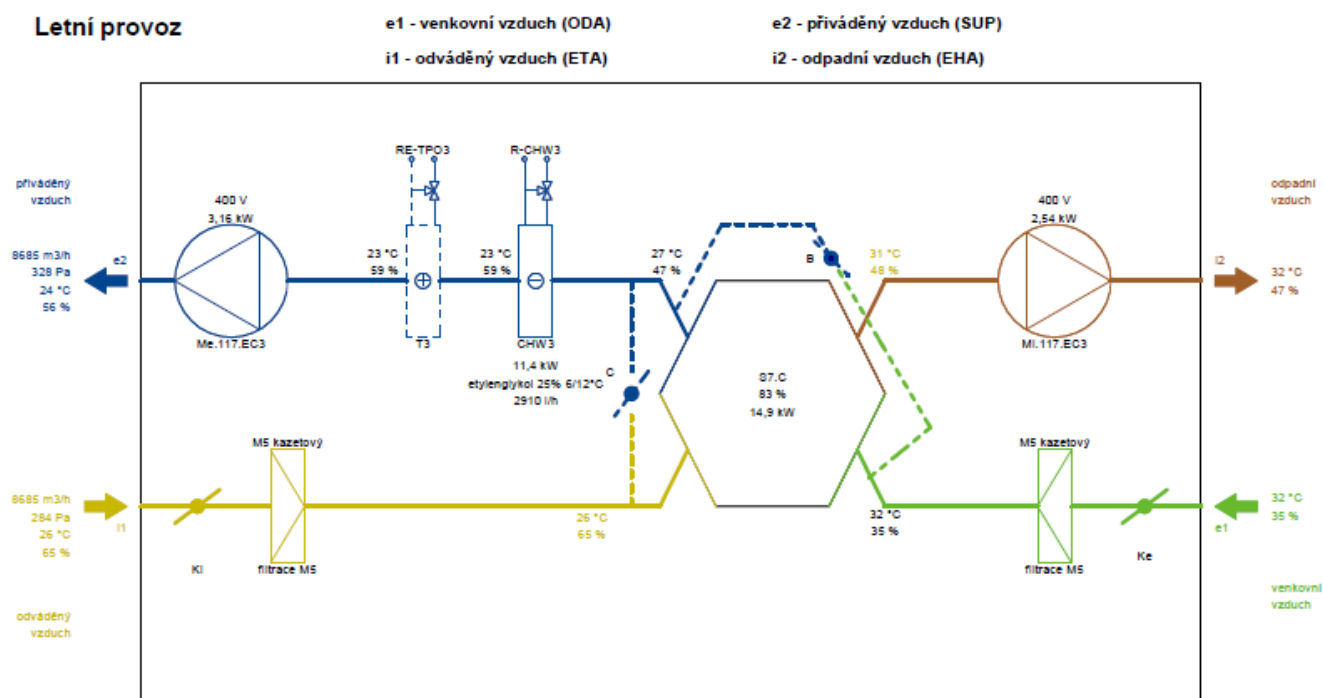 Letní provoz
e1 - venkovní vzduch (ODA)
e2 - přiváděný vzduch (SUP)
i1 - odváděný vzduch (ETA)
i2 - odpadní vzduch (EHA)
RE-TPO3
R-CHW3
přiváděný
vzduch
400 V
3,16 kW
400 V
2,54 kW
odpadní
vzduch
8685 m3/h
328 Pa
24 °C
56 %
e2
23 °C
59 %
23 °C
59 %
27 °C
47 %
B
31 °C
48 %
i2
32 °C
47 %
Me.117.EC3
T3
CHW3
Mi.117.EC3
11,4 kW
etylenglykol 25% 6/12°C
2910 l/h
C
S7.C
83 %
14,9 kW
M5 kazetový
M5 kazetový
8685 m3/h
284 Pa
26 °C
65 %
i1
26 °C
65 %
32 °C
35 %
32 °C
35 %
e1
Ki
filtrace M5
filtrace M5
Ke
odváděný
vzduch
venkovní
vzduch